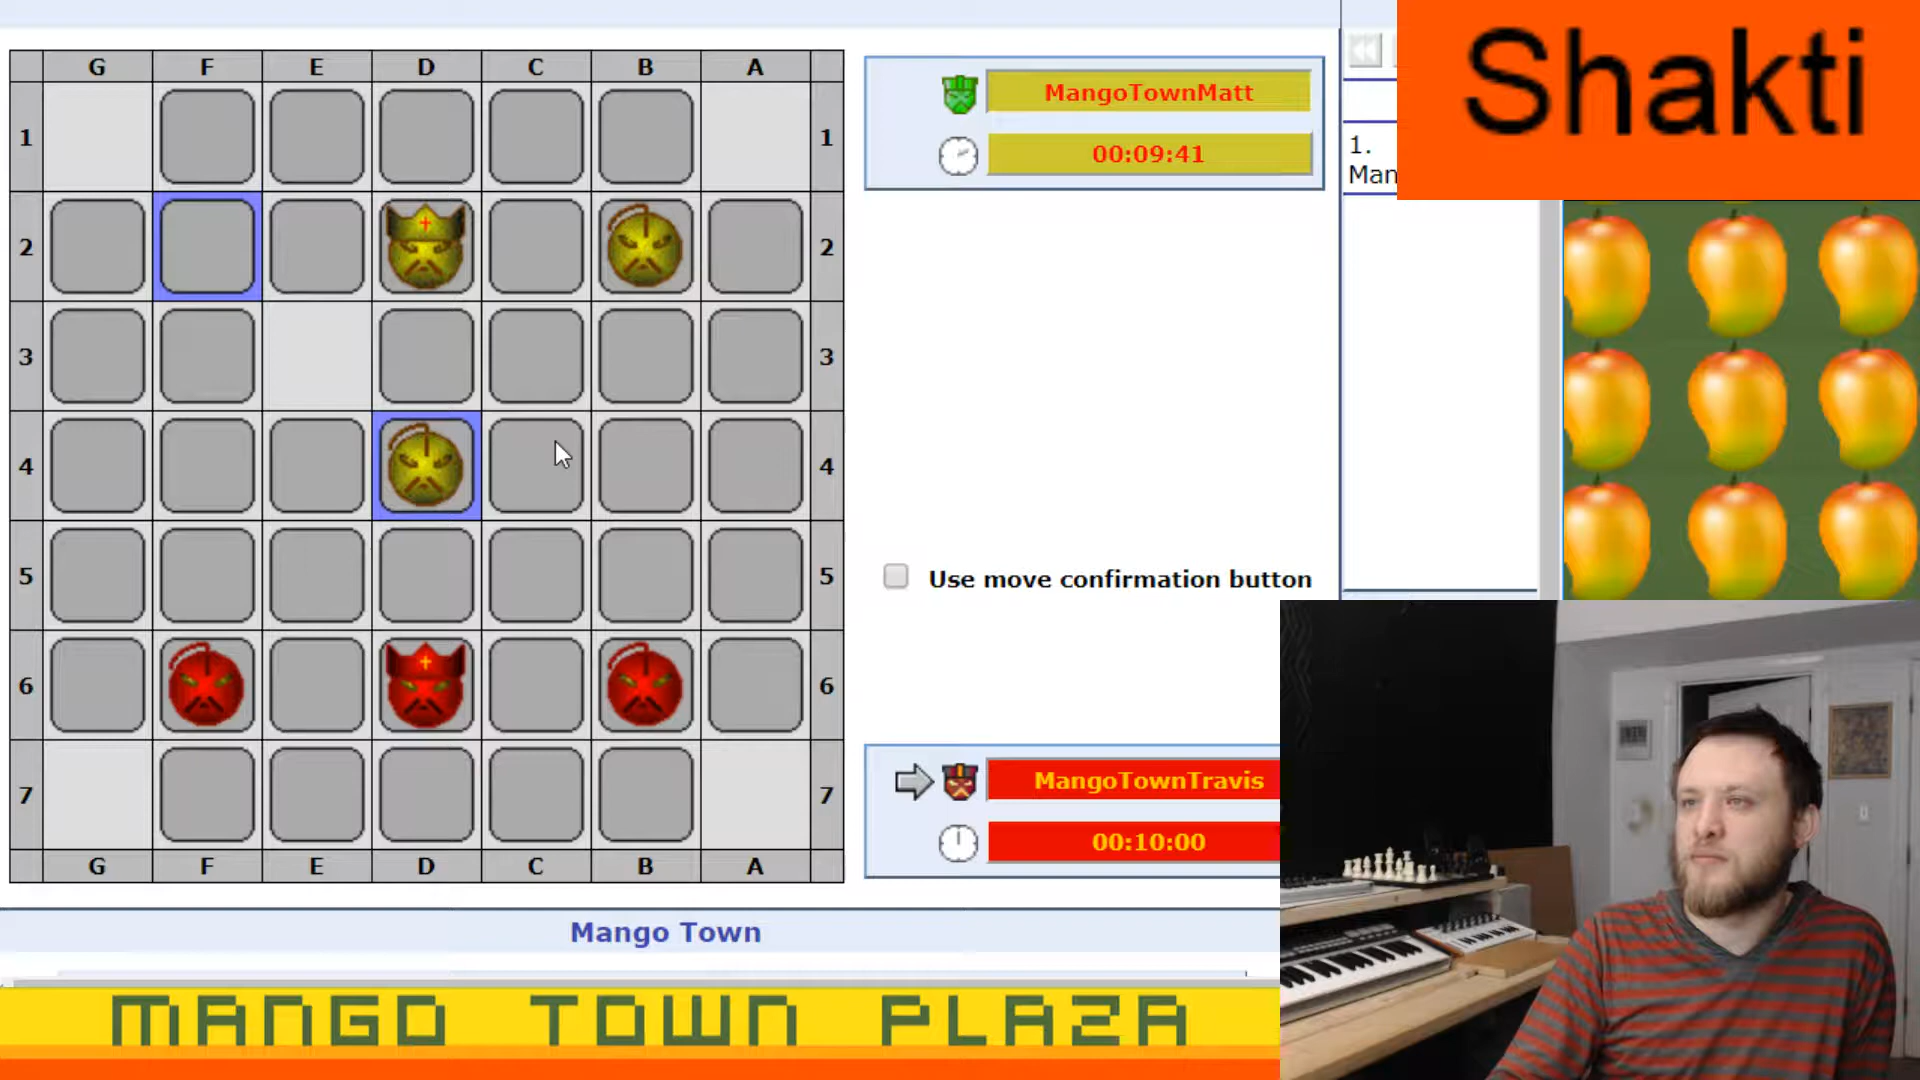 G F E D C B A
1 1
2 2
3 3
4 4
5 5
6 6
7 7
G F E D C B A
MangoTownMatt
00:09:41
Use move confirmation button
MangoTownTravis
00:10:00
1.
Man
Shakti
Mango Town
MANGO TOWN PLAZA